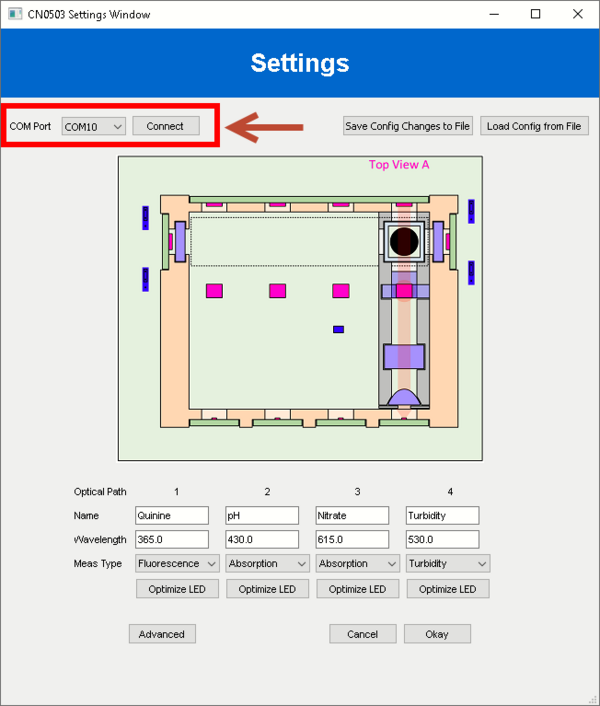 CN0503 Settings Window
Settings
COM Port COM10 Connect Save Config Changes to File Load Config from File
Top View A
Optical Path 1 2 3 4
Name Quinine pH Nitrate Turbidity
Wavelength 365.0 430.0 615.0 530.0
Meas Type Fluorescence Absorption Absorption Turbidity
Optimize LED Optimize LED Optimize LED Optimize LED
Advanced Cancel Okay